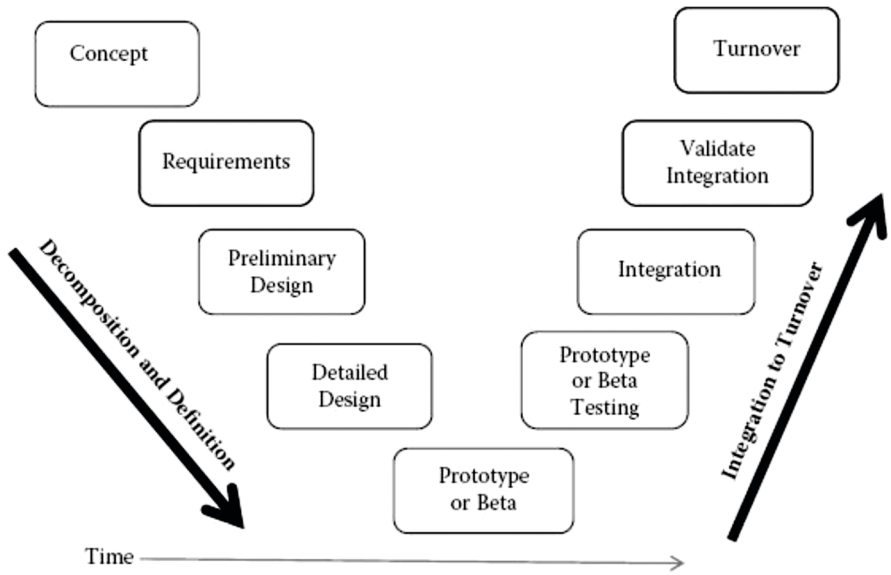 Concept
Requirements
Preliminary
Design
Detailed
Design
Prototype
or Beta
Prototype
or Beta
Testing
Integration
Validate
Integration
Turnover
Decomposition and Definition
Integration to Turnover
Time